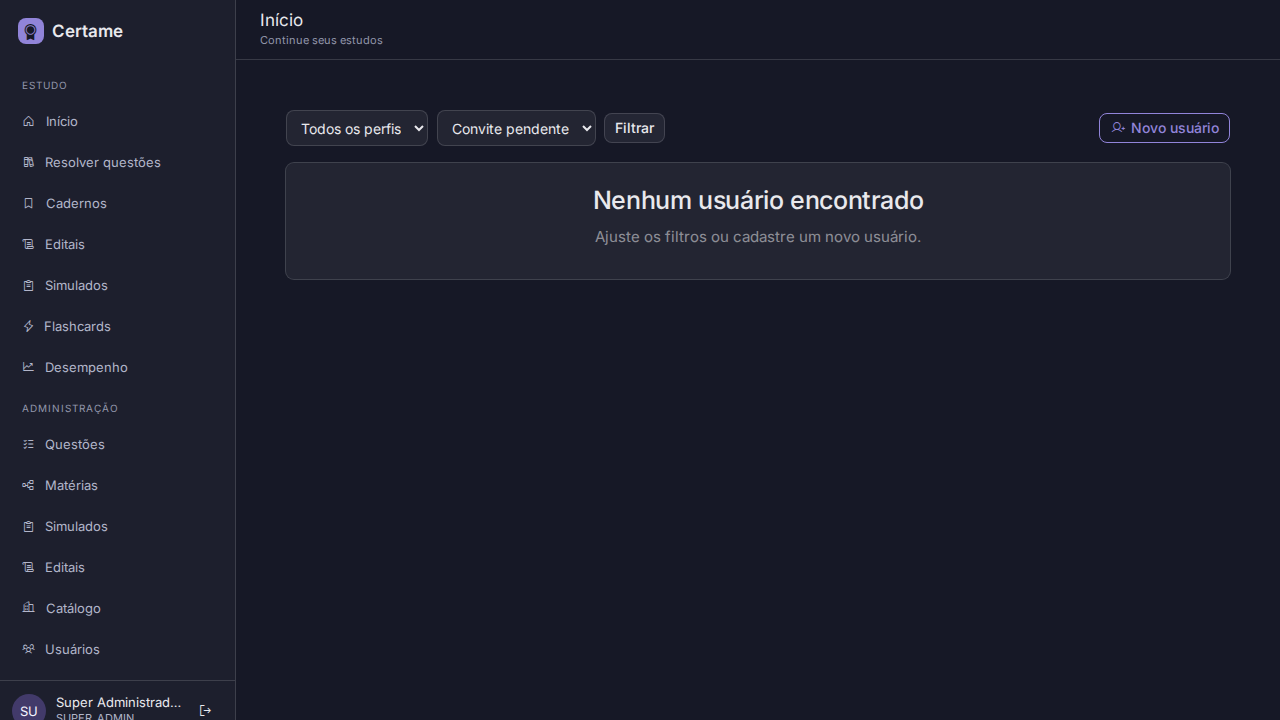 Certame
ESTUDO
Início
Resolver questões
Cadernos
Editais
Simulados
Flashcards
Desempenho
ADMINISTRAÇÃO
Questões
Matérias
Simulados
Editais
Catálogo
Usuários
SU
Super Administrad...
SUPER_ADMIN
Início
Continue seus estudos
Todos os perfis
Convite pendente
Filtrar
Novo usuário
Nenhum usuário encontrado
Ajuste os filtros ou cadastre um novo usuário.